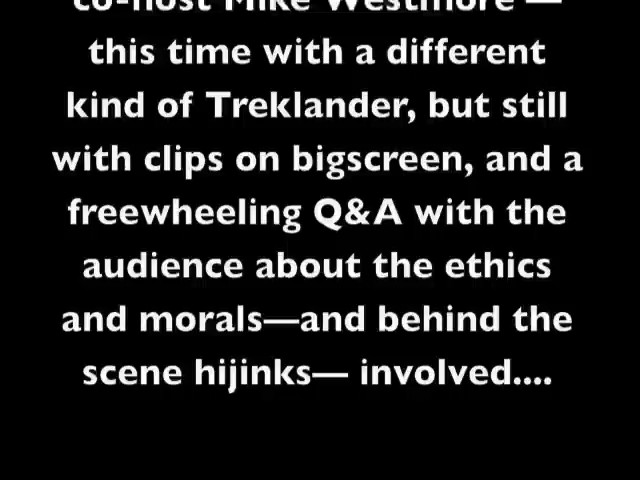 co-host Mike Westmore —
this time with a different
kind of Treklander, but still
with clips on bigscreen, and a
freewheeling Q&A with the
audience about the ethics
and morals—and behind the
scene hijinks— involved....